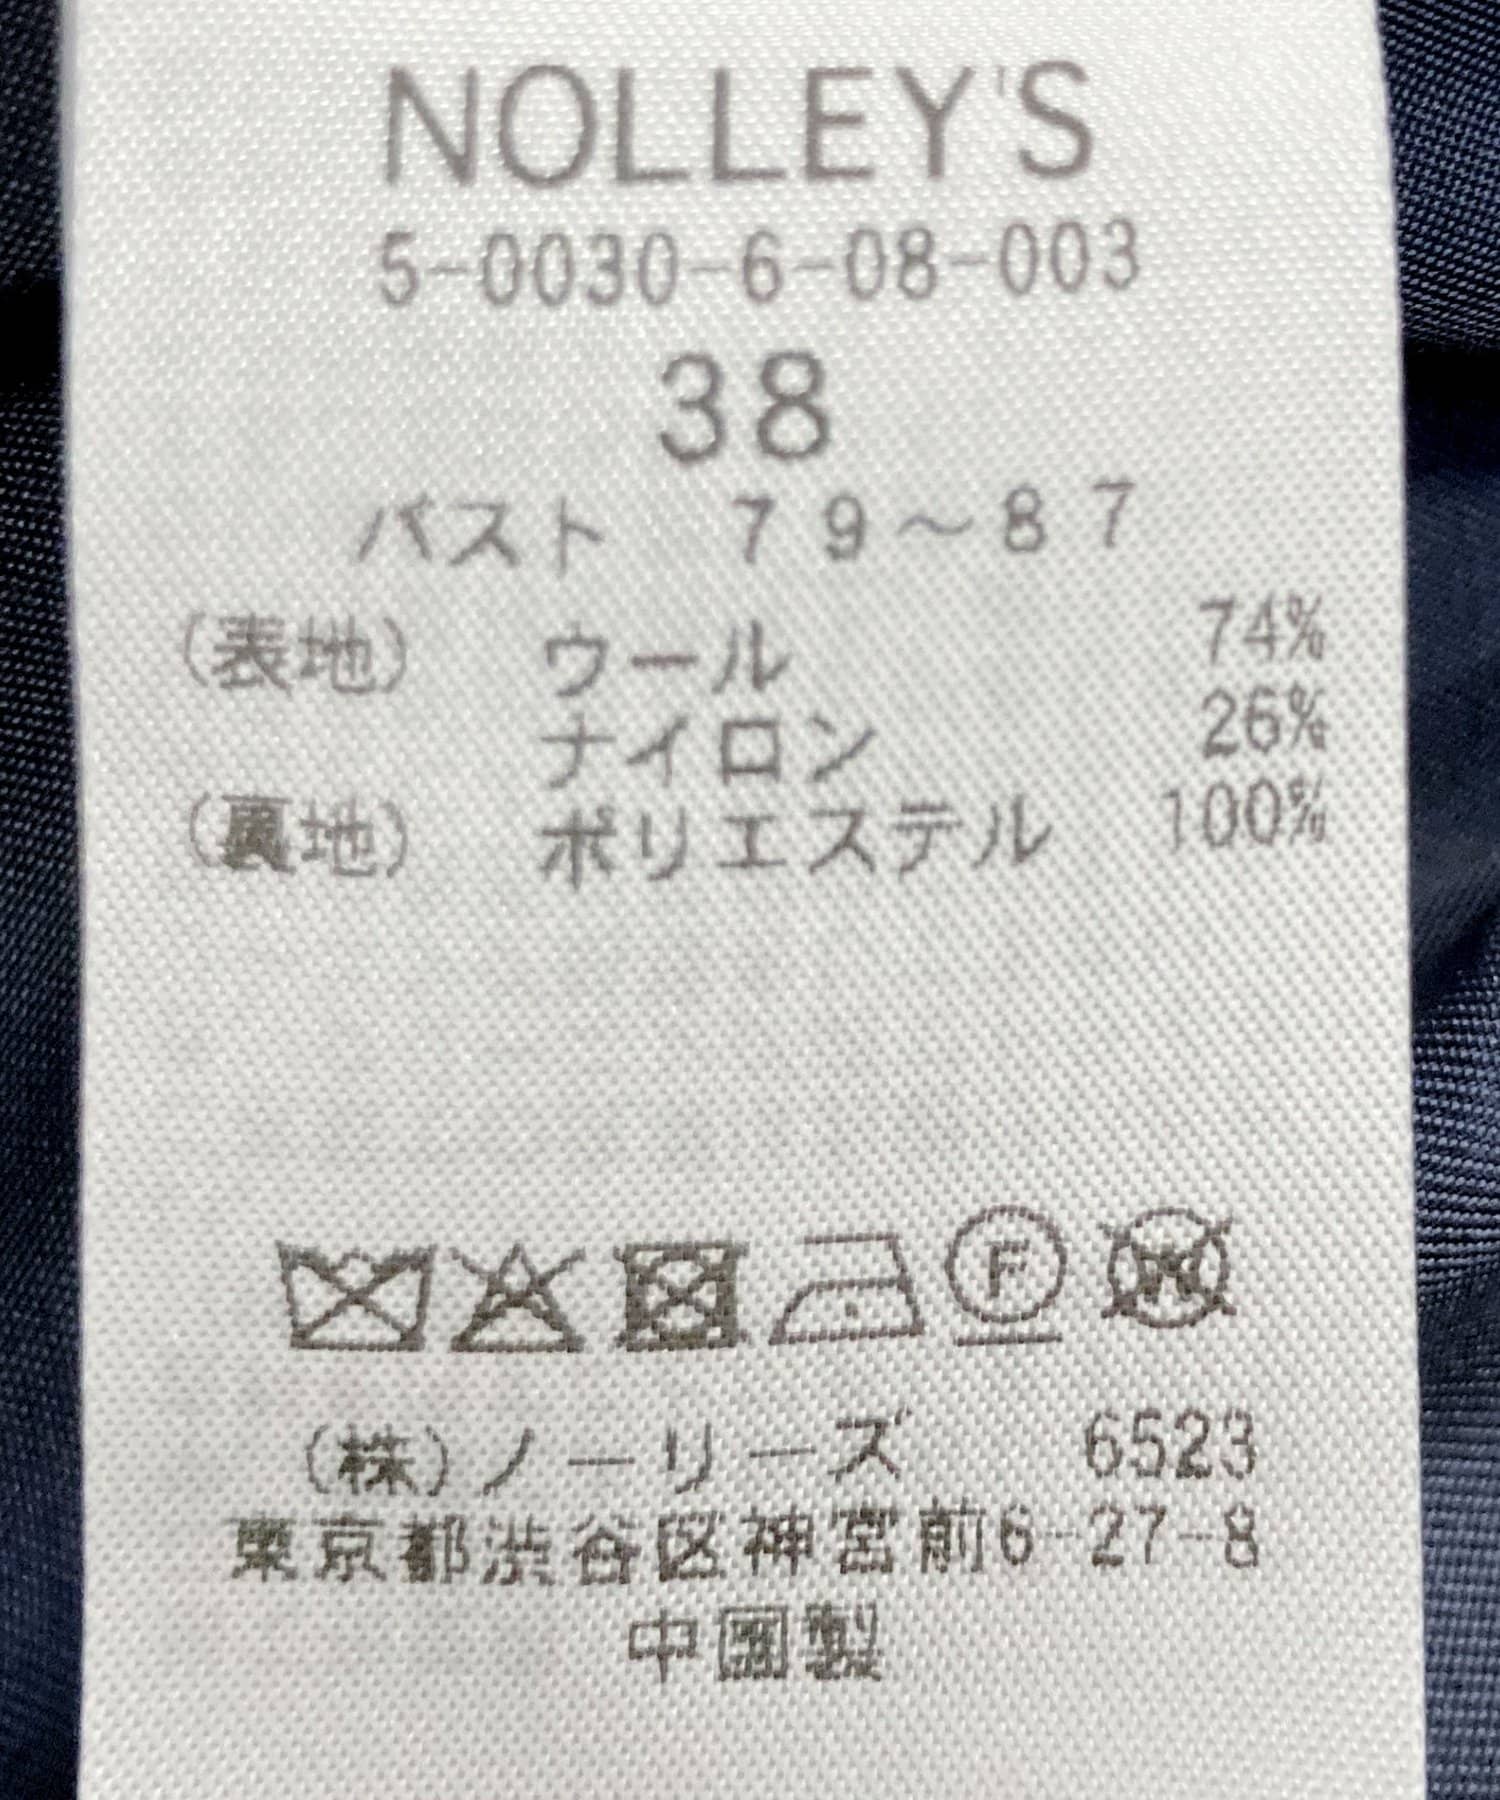 NOLLEY'S
5-0030-6-08-003
38
バスト 79～87
(表地) ウール 74%
ナイロン 26%
(裏地) ポリエステル 100%
F
W
(株)ノーリーズ 6523
東京都渋谷区神宮前6-27-8
中国製